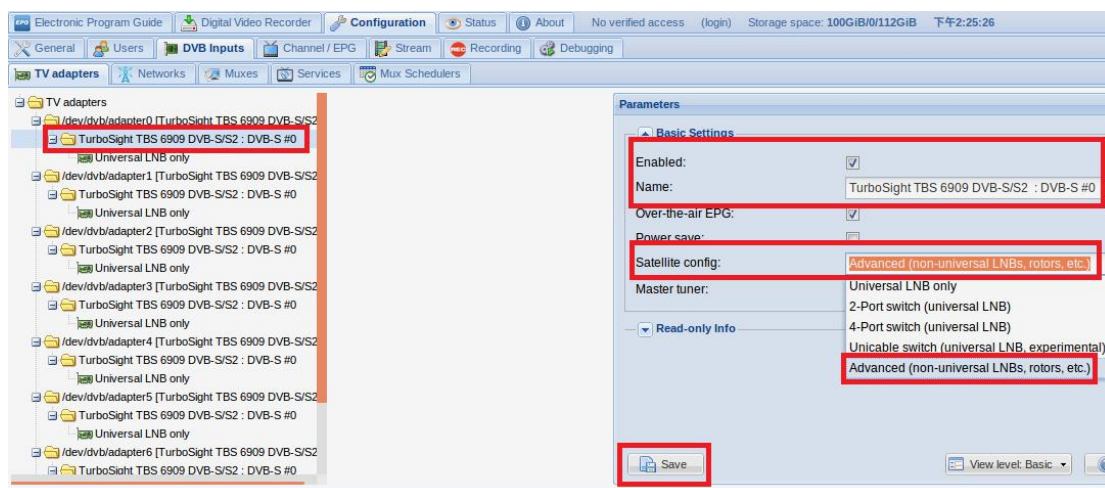 Electronic Program Guide Digital Video Recorder Configuration Status About No verified access (login) Storage space: 100GiB/0/112GiB 下午2:25:26
General Users DVB Inputs Channel / EPG Stream Recording Debugging
TV adapters Networks Muxes Services Mux Schedulers
TV adapters
/dev/dvb/adapter0 [TurboSight TBS 6909 DVB-S/S2
TurboSight TBS 6909 DVB-S/S2 : DVB-S #0
Universal LNB only
/dev/dvb/adapter1 [TurboSight TBS 6909 DVB-S/S2
TurboSight TBS 6909 DVB-S/S2 : DVB-S #0
Universal LNB only
/dev/dvb/adapter2 [TurboSight TBS 6909 DVB-S/S2
TurboSight TBS 6909 DVB-S/S2 : DVB-S #0
Universal LNB only
/dev/dvb/adapter3 [TurboSight TBS 6909 DVB-S/S2
TurboSight TBS 6909 DVB-S/S2 : DVB-S #0
Universal LNB only
/dev/dvb/adapter4 [TurboSight TBS 6909 DVB-S/S2
TurboSight TBS 6909 DVB-S/S2 : DVB-S #0
Universal LNB only
/dev/dvb/adapter5 [TurboSight TBS 6909 DVB-S/S2
TurboSight TBS 6909 DVB-S/S2 : DVB-S #0
Universal LNB only
/dev/dvb/adapter6 [TurboSight TBS 6909 DVB-S/S2
TurboSight TBS 6909 DVB-S/S2 : DVB-S #0
Parameters
Basic Settings
Enabled:
Name: TurboSight TBS 6909 DVB-S/S2 : DVB-S #0
Over-the-air EPG:
Power save:
Satellite config: Advanced (non-universal LNBs, rotors, etc.)
Master tuner:
Universal LNB only
2-Port switch (universal LNB)
4-Port switch (universal LNB)
Unicable switch (universal LNB, experimental)
Advanced (non-universal LNBs, rotors, etc.)
Read-only Info
Save
View level: Basic